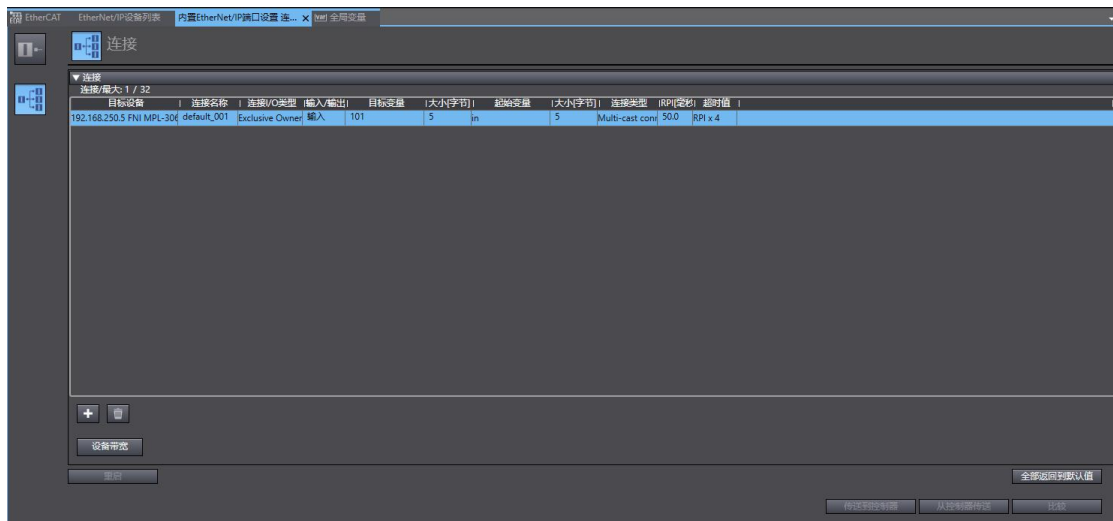 EtherCAT EtherNet/IP设备列表 内置EtherNet/IP端口设置 连... x 全局变量
连接
▼连接
连接/最大: 1 / 32
目标设备 连接名称 连接I/O类型 输入/输出 目标变量 大小[字节] 起始变量 大小[字节] 连接类型 RPI[毫秒] 超时值
192.168.250.5 FNI MPL-306 default_001 Exclusive Owner 输入 101 5 in 5 Multi-cast conn 50.0 RPI x 4
+
设备带宽
重启 全部返回到默认值
传送到控制器 从控制器传送 比较